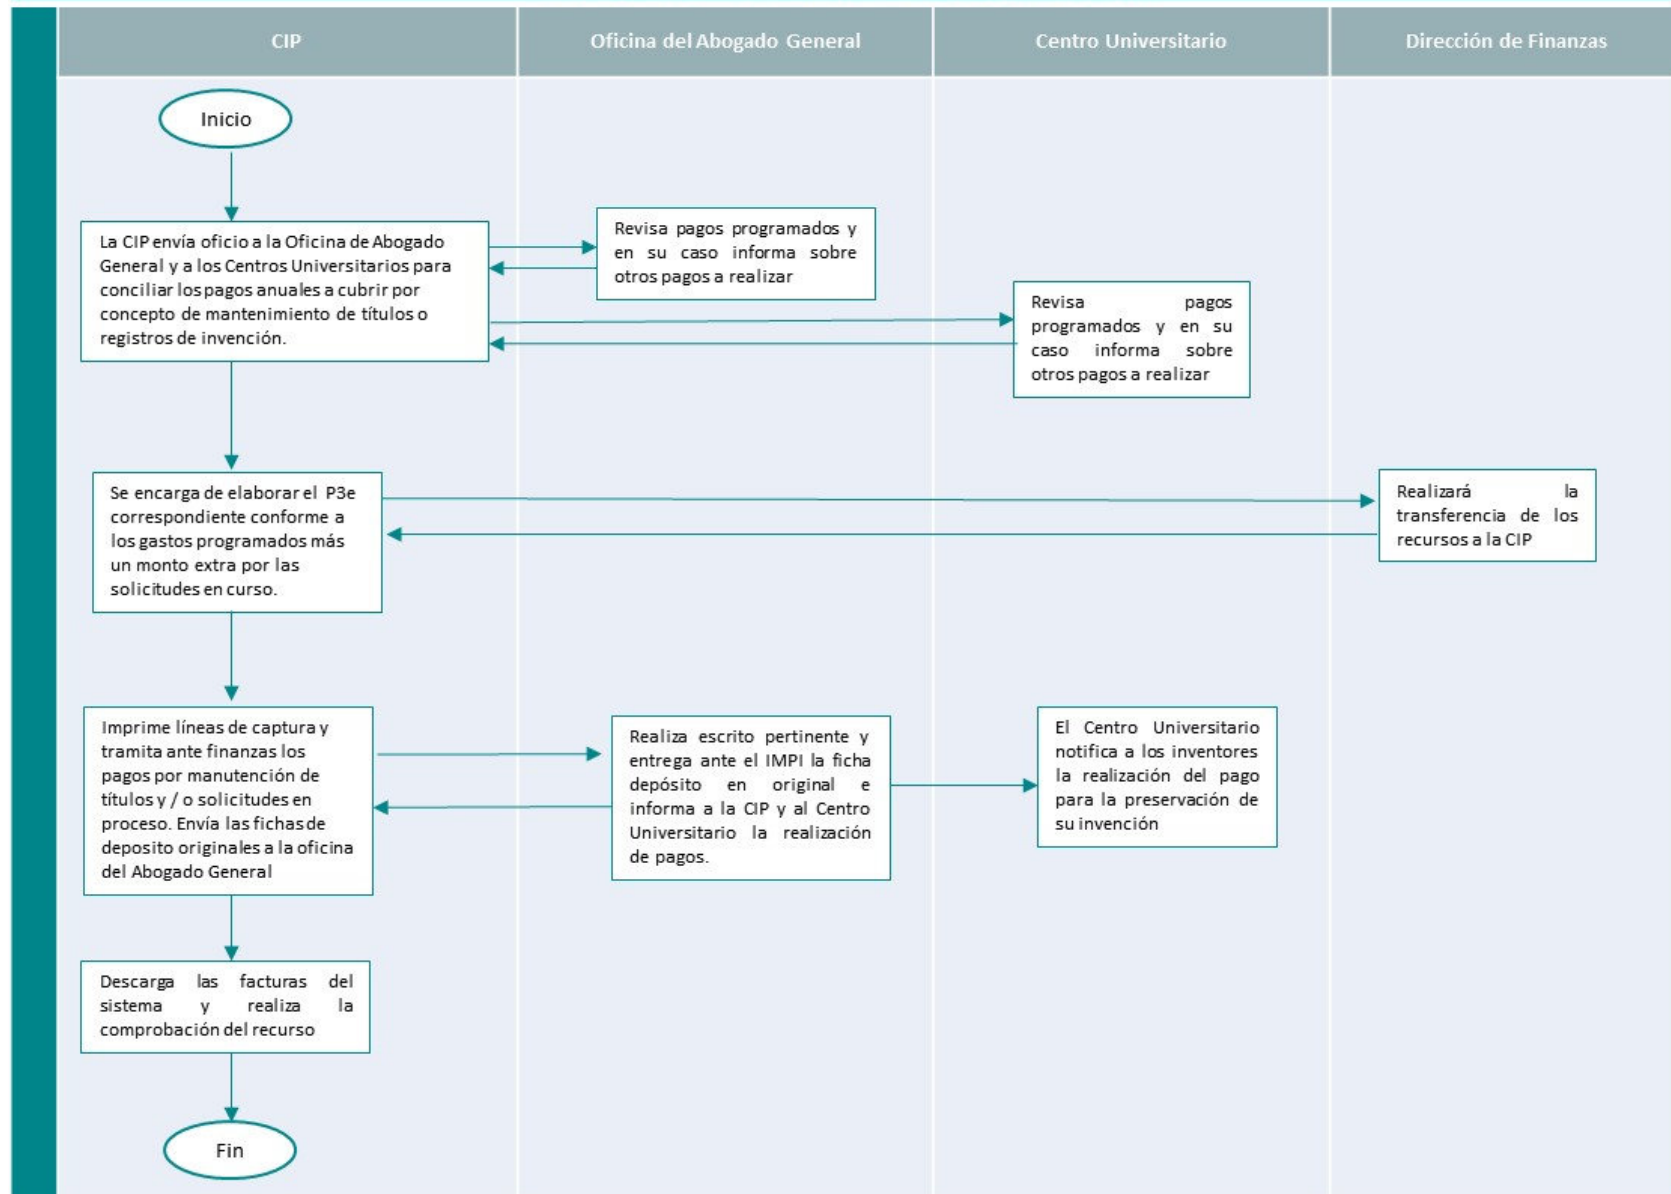 CIP
Oficina del Abogado General
Centro Universitario
Dirección de Finanzas
Inicio
La CIP envía oficio a la Oficina de Abogado
General y a los Centros Universitarios para
conciliar los pagos anuales a cubrir por
concepto de mantenimiento de títulos o
registros de invención.
Revisa pagos programados y
en su caso informa sobre
otros pagos a realizar
Revisa pagos
programados y en su
caso informa sobre
otros pagos a realizar
Se encarga de elaborar el P3e
correspondiente conforme a
los gastos programados más
un monto extra por las
solicitudes en curso.
Realizará la
transferencia de los
recursos a la CIP
Imprime líneas de captura y
tramita ante finanzas los
pagos por manutención de
títulos y / o solicitudes en
proceso. Envía las fichas de
deposito originales a la oficina
del Abogado General
Realiza escrito pertinente y
entrega ante el IMPI la ficha
depósito en original e
informa a la CIP y al Centro
Universitario la realización
de pagos.
El Centro Universitario
notifica a los inventores
la realización del pago
para la preservación de
su invención
Descarga las facturas del
sistema y realiza la
comprobación del recurso
Fin